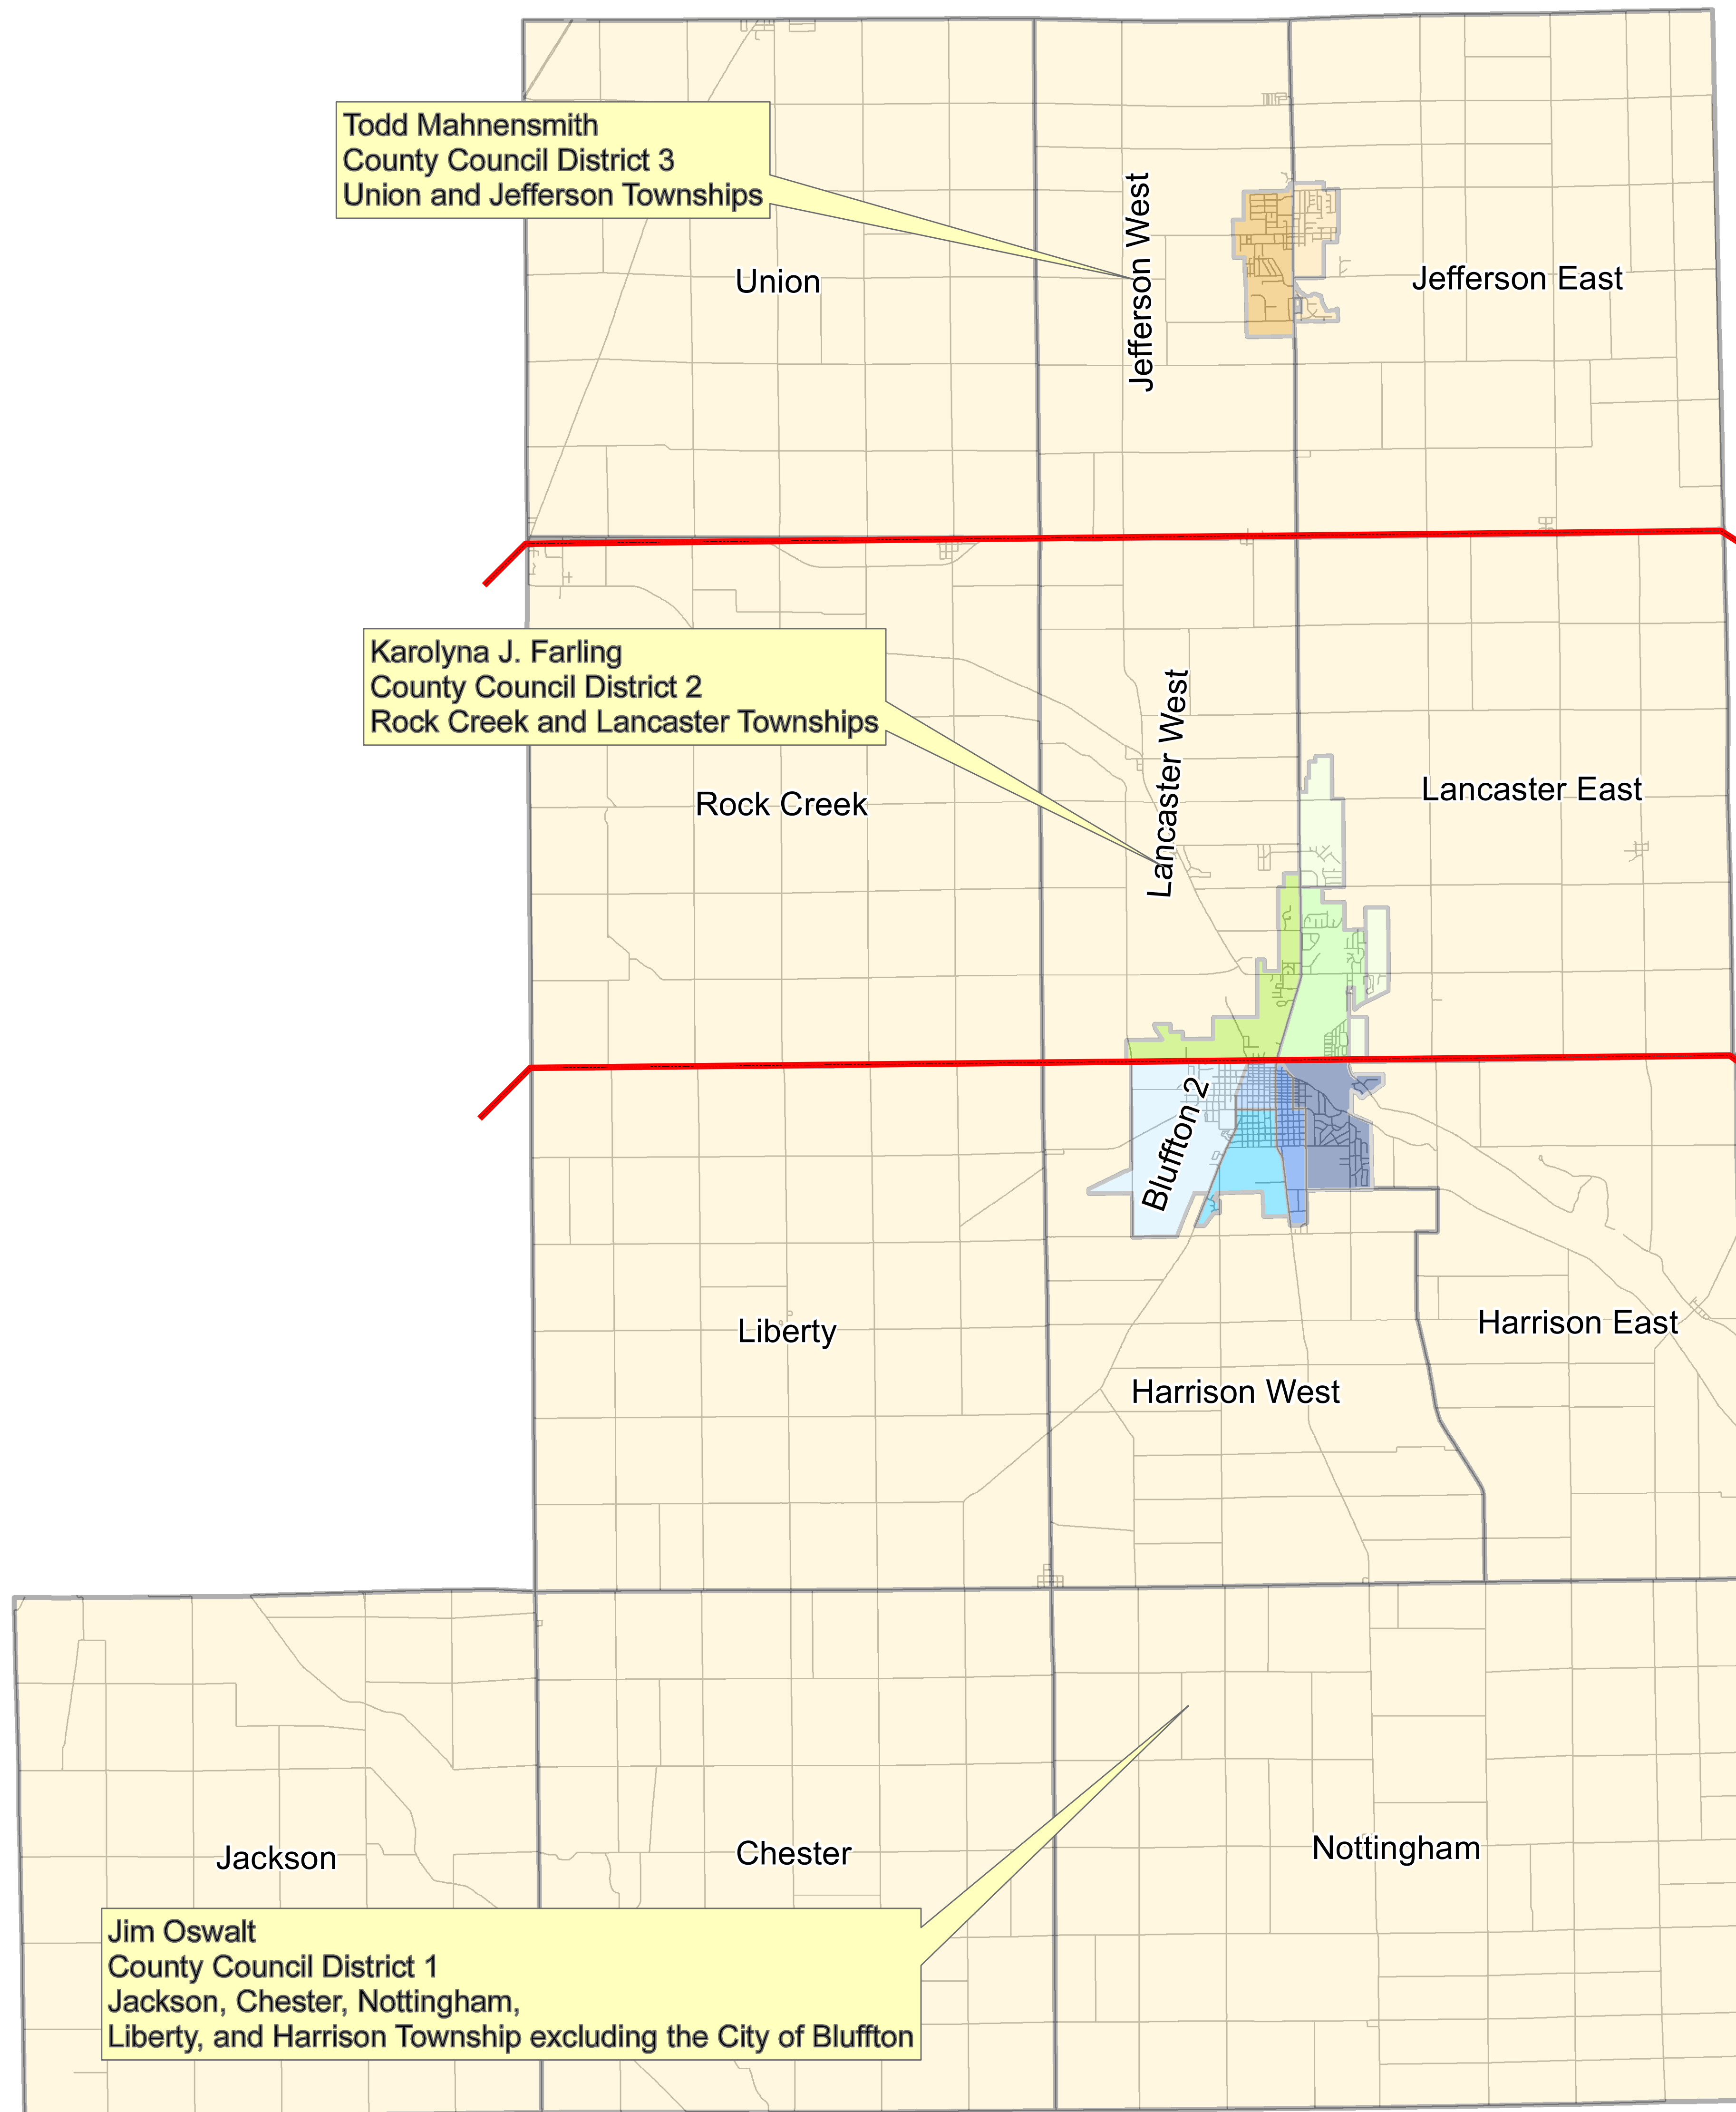 Todd Mahnensmith
County Council District 3
Union and Jefferson Townships
Union
Jefferson West
Jefferson East
Karolyna J. Farling
County Council District 2
Rock Creek and Lancaster Townships
Rock Creek
Lancaster West
Lancaster East
Bluffton 2
Liberty
Harrison East
Harrison West
Jackson
Chester
Nottingham
Jim Oswalt
County Council District 1
Jackson, Chester, Nottingham,
Liberty, and Harrison Township excluding the City of Bluffton